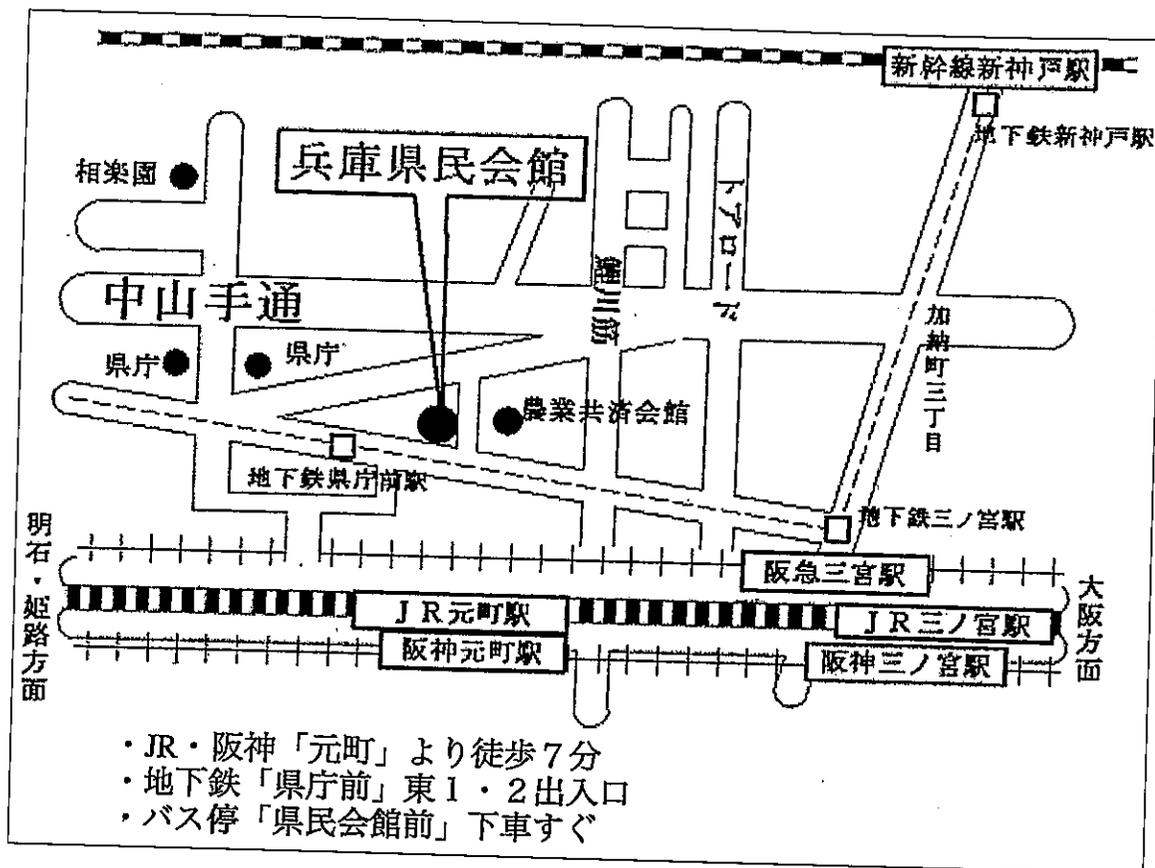 新幹線新神戸駅
地下鉄新神戸駅
兵庫県民会館
相楽園
トアロード
鯉川筋
中山手通
加納町三丁目
県庁
県庁
農業共済会館
地下鉄県庁前駅
地下鉄三ノ宮駅
明石・姫路方面
阪急三宮駅
大阪方面
JR元町駅
JR三ノ宮駅
阪神元町駅
阪神三ノ宮駅
・JR・阪神「元町」より徒歩7分
・地下鉄「県庁前」東1・2出入口
・バス停「県民会館前」下車すぐ